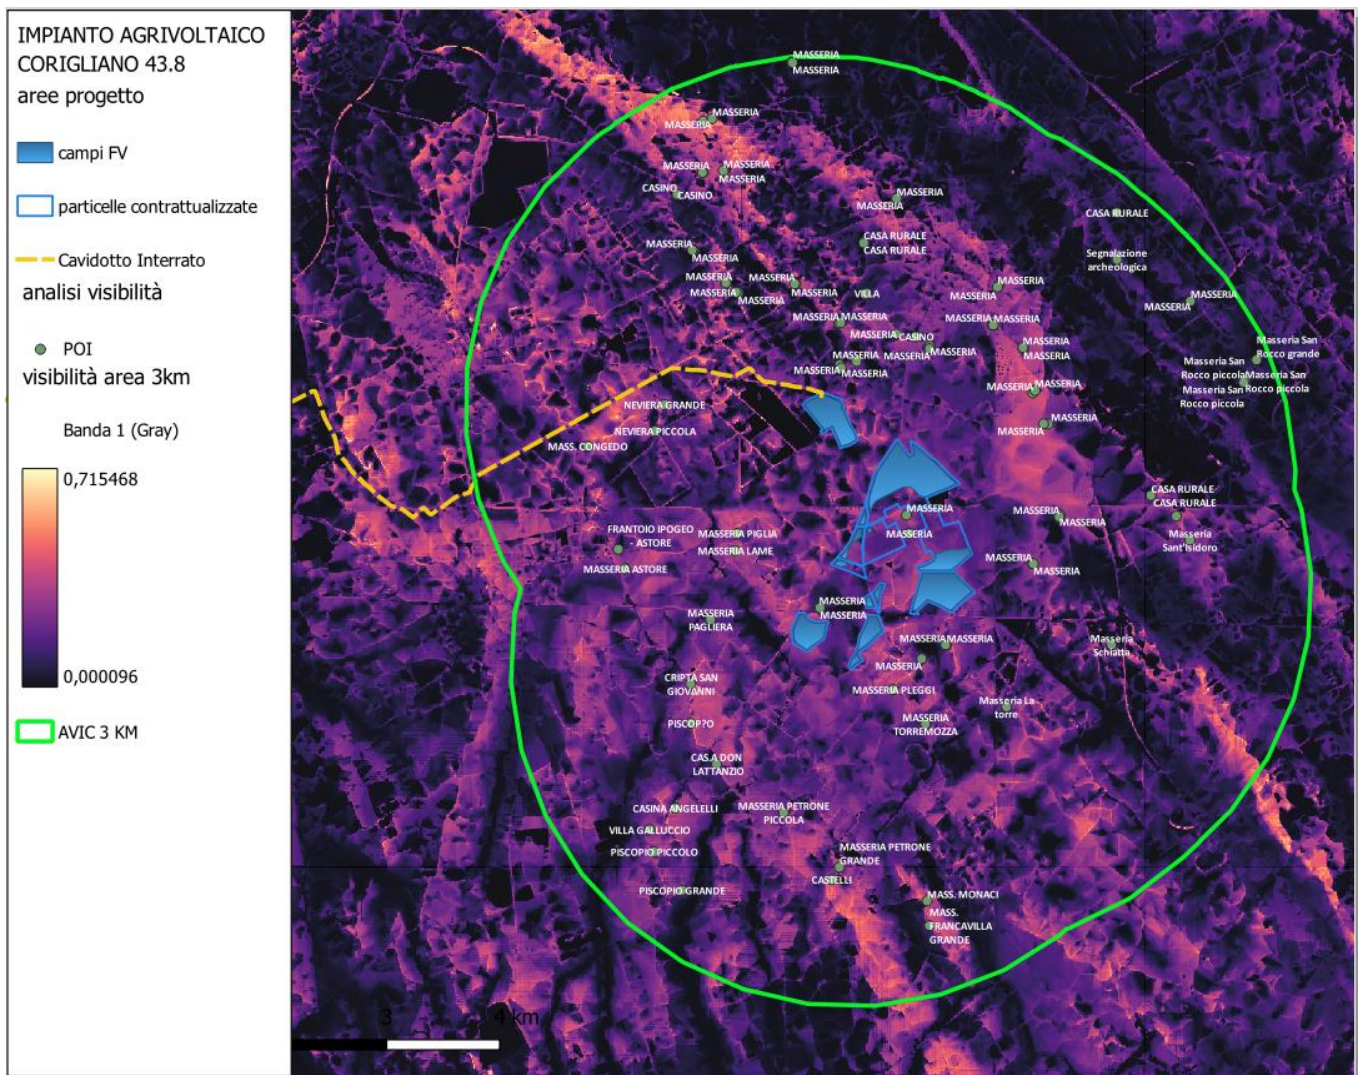 IMPIANTO AGRIVOLTAICO
CORIGLIANO 43.8
aree progetto
campi FV
particelle contrattualizzate
Cavidotto Interrato
analisi visibilità
POI
visibilità area 3km
Banda 1 (Gray)
0,715468
0,000096
AVIC 3 KM
MASSERIA
MASSERIA
MASSERIA
MASSERIA
MASSERIA
MASSERIA
MASSERIA
CASINO
CASINO
MASSERIA
MASSERIA
CASA RURALE
CASA RURALE
CASA RURALE
MASSERIA
MASSERIA
Segnalazione
archeologica
MASSERIA
MASSERIA
MASSERIA
MASSERIA
MASSERIA
MASSERIA
VILLA
MASSERIA
MASSERIA
MASSERIA
MASSERIA
MASSERIA
MASSERIA
MASSERIA
MASSERIA
MASSERIA
CASINO
MASSERIA
MASSERIA
MASSERIA
MASSERIA
MASSERIA
MASSERIA
MASSERIA
Masseria San
Rocco grande
Masseria San
Rocco piccola
Masseria San
Rocco piccola
Masseria San
Rocco piccola
MASSERIA
MASSERIA
NEVIERA GRANDE
NEVIERA PICCOLA
MASS. CONGEDO
MASSERIA
MASSERIA
CASA RURALE
CASA RURALE
MASSERIA
MASSERIA
MASSERIA
MASSERIA
FRANTOIO IPOGEO
- ASTORE
MASSERIA PIGLIA
MASSERIA LAME
MASSERIA ASTORE
Masseria
Sant'Isidoro
MASSERIA
MASSERIA
MASSERIA
MASSERIA
MASSERIA
PAGLIERA
MASSERIA
MASSERIA
MASSERIA
Masseria
Schiatta
CRIPTA SAN
GIOVANNI
MASSERIA PLEGGI
Masseria La
torre
PISCOP?O
MASSERIA
TORREMOZZA
CASA DON
LATTANZIO
CASINA ANGELELLI
MASSERIA PETRONE
PICCOLA
VILLA GALLUCCIO
PISCOPIO PICCOLO
MASSERIA PETRONE
GRANDE
CASTELLI
PISCOPIO GRANDE
MASS. MONACI
MASS.
FRANCAVILLA
GRANDE
3
4 km